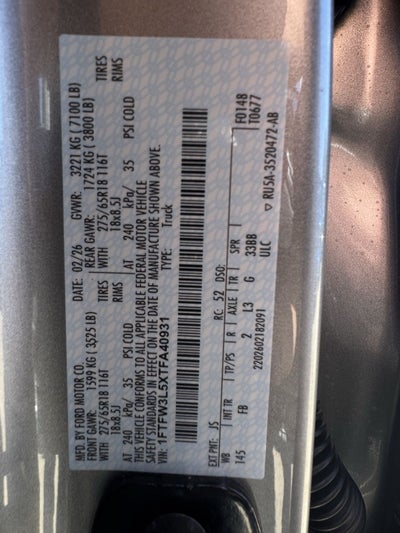 MFD. BY FORD MOTOR CO.
DATE: 02/26 GVWR: 3221 KG ( 7100 LB)
FRONT GAWR: 1599 KG ( 3525 LB) REAR GAWR: 1724 KG ( 3800 LB)
WITH 275/65R18 116T TIRES WITH 275/65R18 116T TIRES
18x8.5J RIMS 18x8.5J RIMS
AT 240 kPa/ 35 PSI COLD AT 240 kPa/ 35 PSI COLD
THIS VEHICLE CONFORMS TO ALL APPLICABLE FEDERAL MOTOR VEHICLE
SAFETY STANDARDS IN EFFECT ON THE DATE OF MANUFACTURE SHOWN ABOVE.
VIN: 1FTFW3L5XTFA40931
TYPE: Truck
F0148
T0677
EXT PNT: JS RC: 52 DSO:
WB INT TR TP/PS R AXLE TR SPR
145 FB 2 L3 G 33BB
ULC
2202602182091
▽ RU5A-3520472-AB